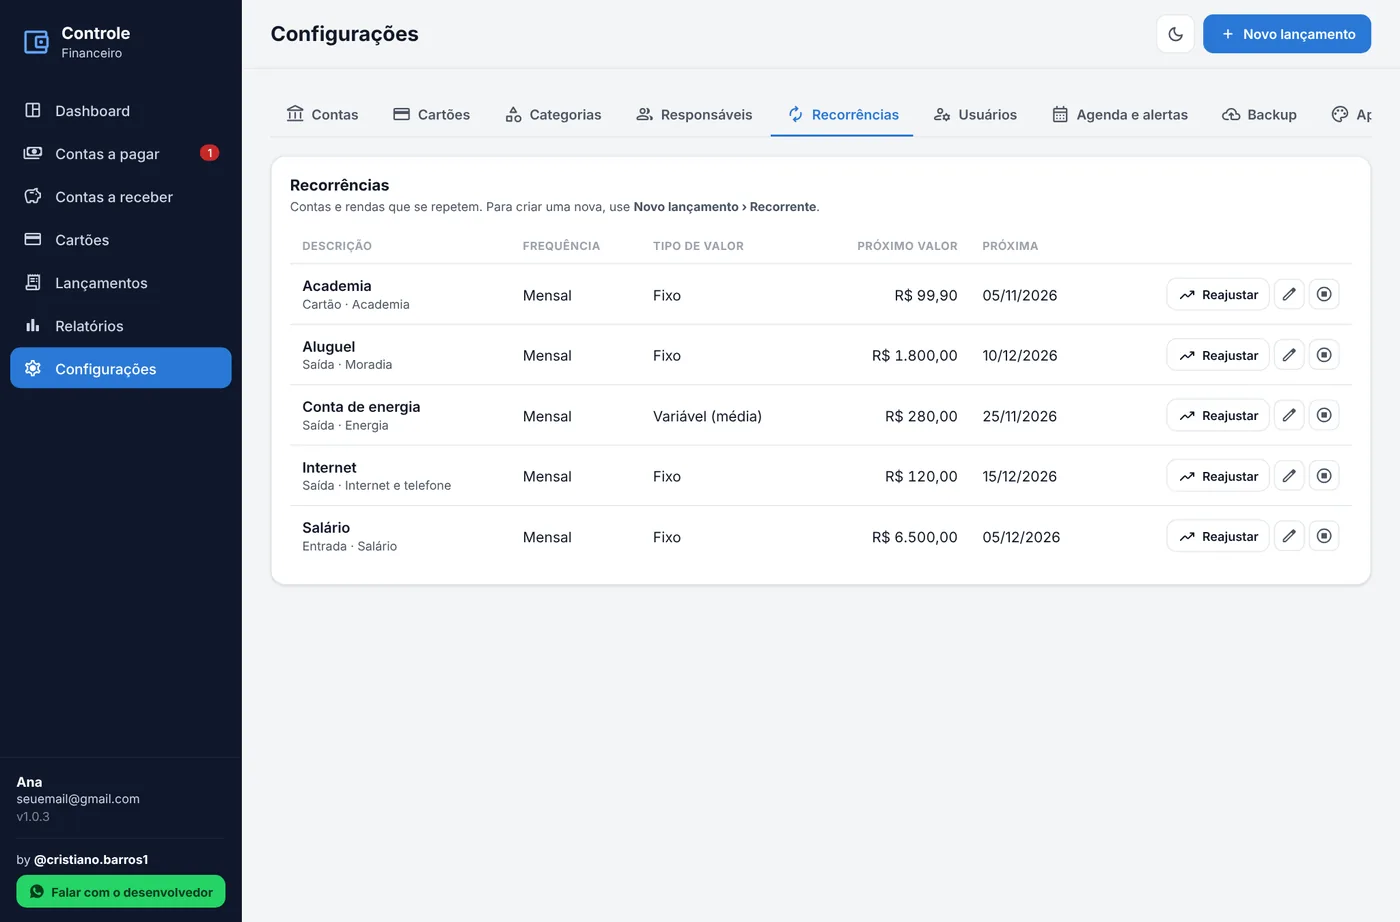 Controle
Financeiro
Dashboard
Contas a pagar 1
Contas a receber
Cartões
Lançamentos
Relatórios
Configurações
Ana
seuemail@gmail.com
v1.0.3
by @cristiano.barros1
Falar com o desenvolvedor
Configurações
+ Novo lançamento
Contas Cartões Categorias Responsáveis Recorrências Usuários Agenda e alertas Backup Ap
Recorrências
Contas e rendas que se repetem. Para criar uma nova, use Novo lançamento › Recorrente.
DESCRIÇÃO FREQUÊNCIA TIPO DE VALOR PRÓXIMO VALOR PRÓXIMA
Academia
Cartão · Academia
Mensal Fixo R$ 99,90 05/11/2026 Reajustar
Aluguel
Saída · Moradia
Mensal Fixo R$ 1.800,00 10/12/2026 Reajustar
Conta de energia
Saída · Energia
Mensal Variável (média) R$ 280,00 25/11/2026 Reajustar
Internet
Saída · Internet e telefone
Mensal Fixo R$ 120,00 15/12/2026 Reajustar
Salário
Entrada · Salário
Mensal Fixo R$ 6.500,00 05/12/2026 Reajustar